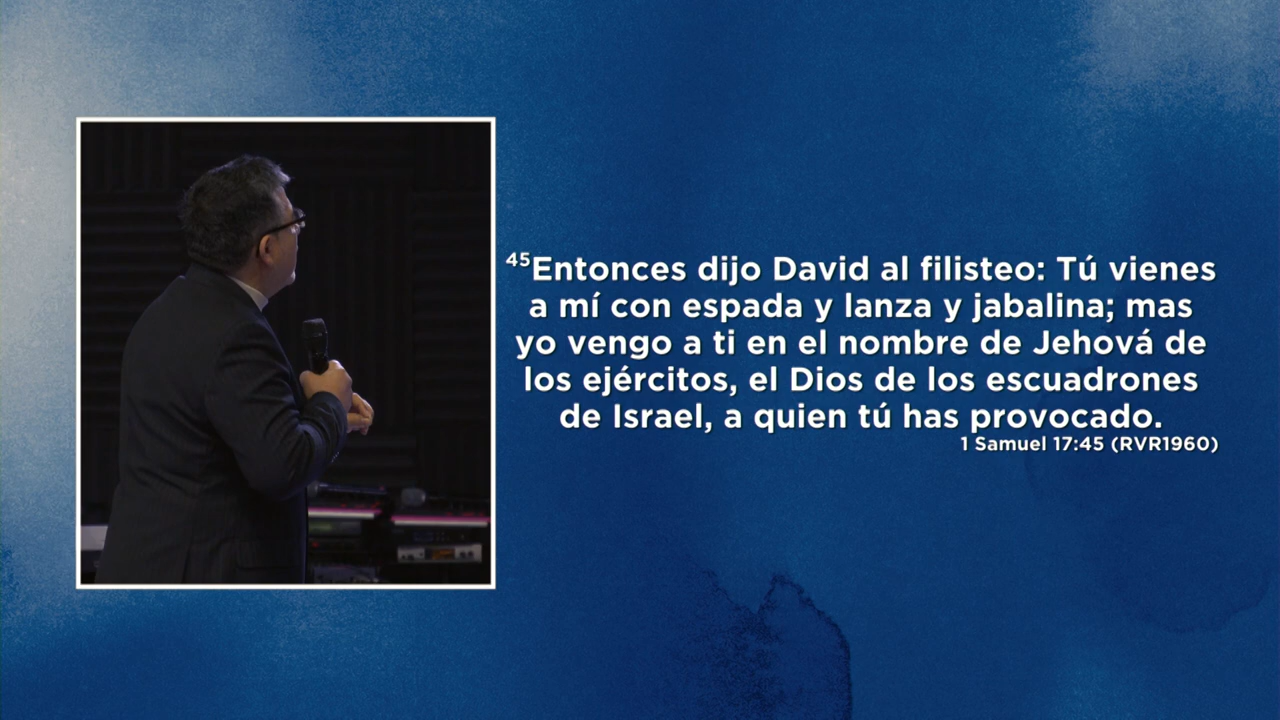 45Entonces dijo David al filisteo: Tú vienes
a mí con espada y lanza y jabalina; mas
yo vengo a ti en el nombre de Jehová de
los ejércitos, el Dios de los escuadrones
de Israel, a quien tú has provocado.
1 Samuel 17:45 (RVR1960)